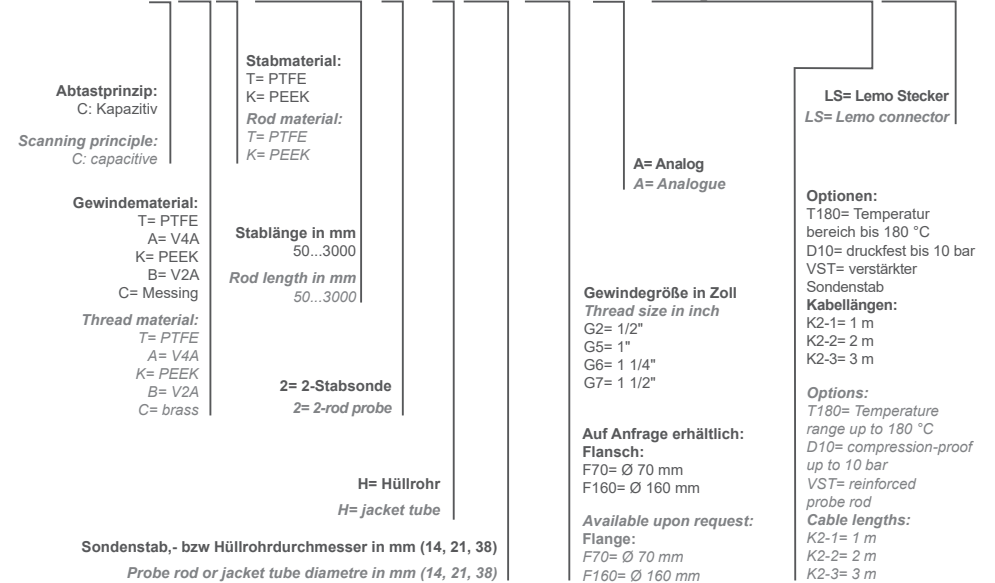 Abtastprinzip:
C: Kapazitiv
Scanning principle:
C: capacitive
Stabmaterial:
T= PTFE
K= PEEK
Rod material:
T= PTFE
K= PEEK
Gewindematerial:
T= PTFE
A= V4A
K= PEEK
B= V2A
C= Messing
Thread material:
T= PTFE
A= V4A
K= PEEK
B= V2A
C= brass
Stablänge in mm
50...3000
Rod length in mm
50...3000
2= 2-Stabsonde
2= 2-rod probe
H= Hüllrohr
H= jacket tube
Sondenstab,- bzw Hüllrohrdurchmesser in mm (14, 21, 38)
Probe rod or jacket tube diametre in mm (14, 21, 38)
A= Analog
A= Analogue
Gewindegröße in Zoll
Thread size in inch
G2= 1/2"
G5= 1"
G6= 1 1/4"
G7= 1 1/2"
Auf Anfrage erhältlich:
Flansch:
F70= Ø 70 mm
F160= Ø 160 mm
Available upon request:
Flange:
F70= Ø 70 mm
F160= Ø 160 mm
LS= Lemo Stecker
LS= Lemo connector
Optionen:
T180= Temperatur
bereich bis 180 °C
D10= druckfest bis 10 bar
VST= verstärkter
Sondenstab
Kabellängen:
K2-1= 1 m
K2-2= 2 m
K2-3= 3 m
Options:
T180= Temperature
range up to 180 °C
D10= compression-proof
up to 10 bar
VST= reinforced
probe rod
Cable lengths:
K2-1= 1 m
K2-2= 2 m
K2-3= 3 m